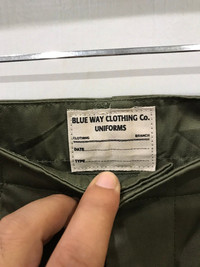 BLUE WAY CLOTHING Co.
UNIFORMS
CLOTHING BRANCH
DATE
TYPE